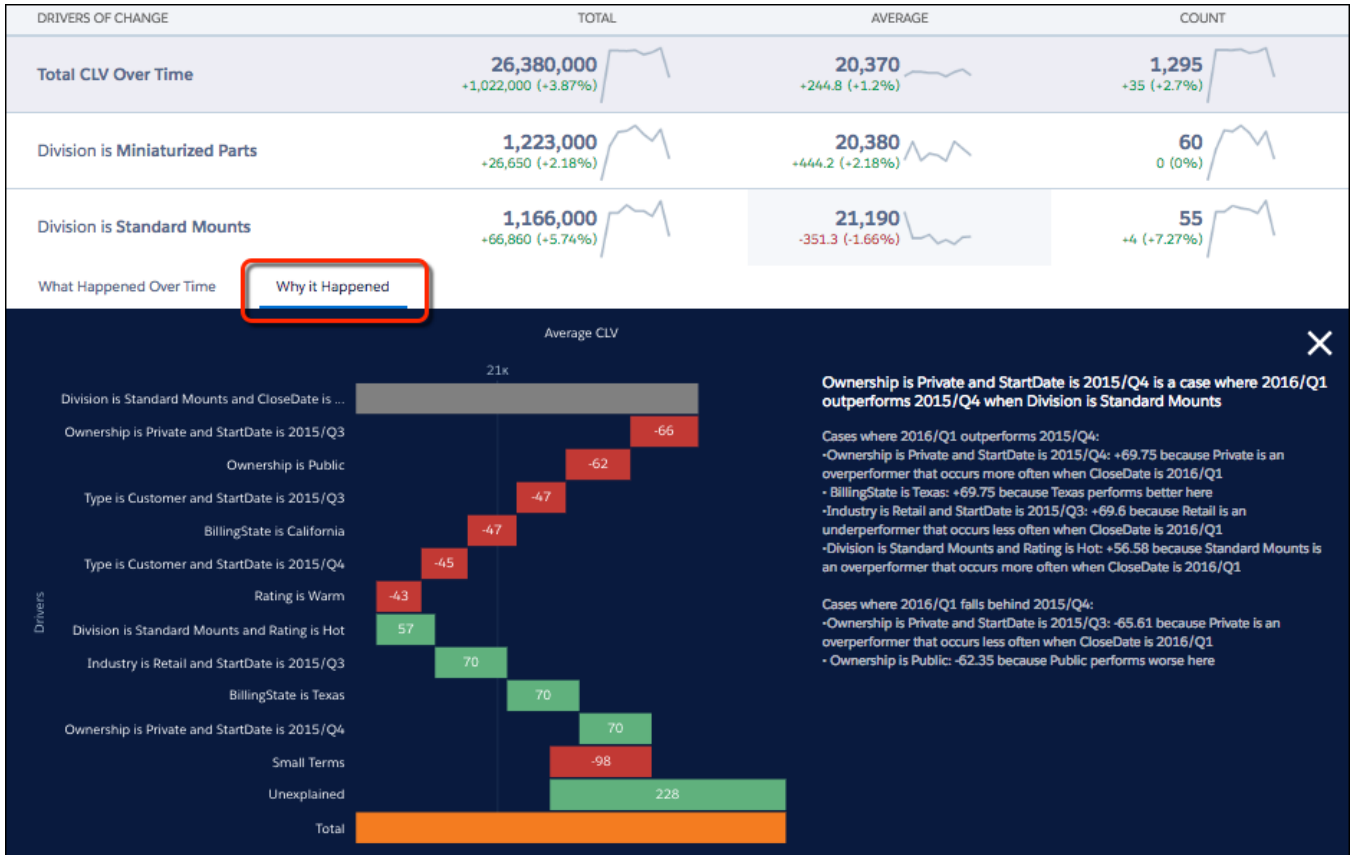 DRIVERS OF CHANGE TOTAL AVERAGE COUNT
Total CLV Over Time 26,380,000 20,370 1,295
+1,022,000 (+3.87%) +244.8 (+1.2%) +35 (+2.7%)
Division is Miniaturized Parts 1,223,000 20,380 60
+26,650 (+2.18%) +444.2 (+2.18%) 0 (0%)
Division is Standard Mounts 1,166,000 21,190 55
+66,860 (+5.74%) -351.3 (-1.66%) +4 (+7.27%)
What Happened Over Time Why it Happened
Average CLV
21K
Division is Standard Mounts and CloseDate is ...
Ownership is Private and StartDate is 2015/Q3 -66
Ownership is Public -62
Type is Customer and StartDate is 2015/Q3 -47
BillingState is California -47
Type is Customer and StartDate is 2015/Q4 -45
Rating is Warm -43
Division is Standard Mounts and Rating is Hot 57
Industry is Retail and StartDate is 2015/Q3 70
BillingState is Texas 70
Ownership is Private and StartDate is 2015/Q4 70
Small Terms -98
Unexplained 228
Total
Drivers
Ownership is Private and StartDate is 2015/Q4 is a case where 2016/Q1
outperforms 2015/Q4 when Division is Standard Mounts
Cases where 2016/Q1 outperforms 2015/Q4:
•Ownership is Private and StartDate is 2015/Q4: +69.75 because Private is an
overperformer that occurs more often when CloseDate is 2016/Q1
• BillingState is Texas: +69.75 because Texas performs better here
•Industry is Retail and StartDate is 2015/Q3: +69.6 because Retail is an
underperformer that occurs less often when CloseDate is 2016/Q1
•Division is Standard Mounts and Rating is Hot: +56.58 because Standard Mounts is
an overperformer that occurs more often when CloseDate is 2016/Q1
Cases where 2016/Q1 falls behind 2015/Q4:
•Ownership is Private and StartDate is 2015/Q3: -65.61 because Private is an
overperformer that occurs less often when CloseDate is 2016/Q1
• Ownership is Public: -62.35 because Public performs worse here